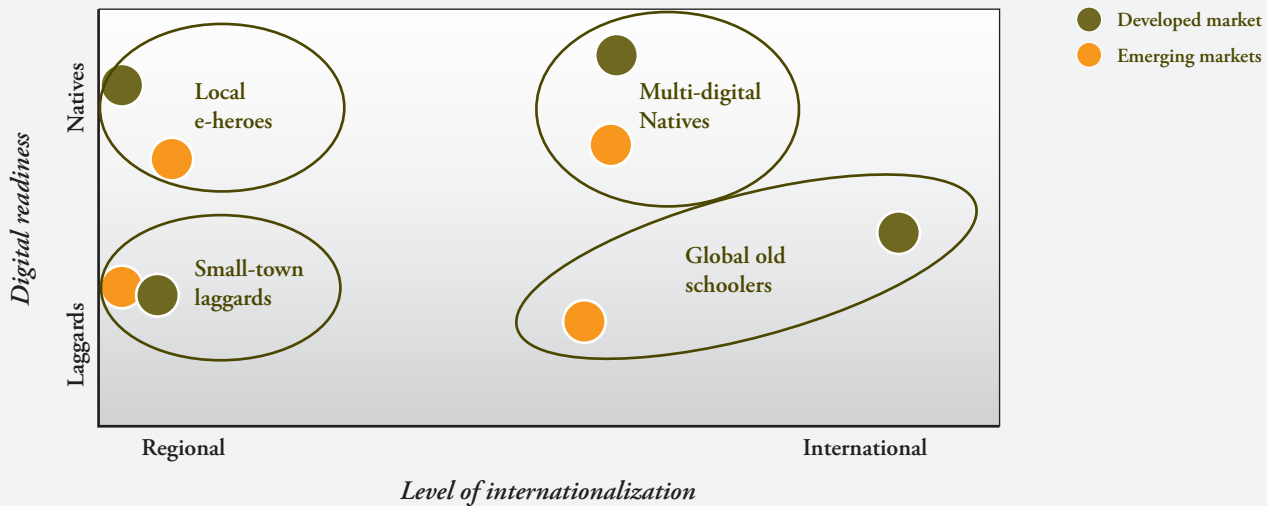 Developed market
Emerging markets
Digital readiness
Natives
Laggards
Local
e-heroes
Multi-digital
Natives
Small-town
laggards
Global old
schoolers
Regional
International
Level of internationalization